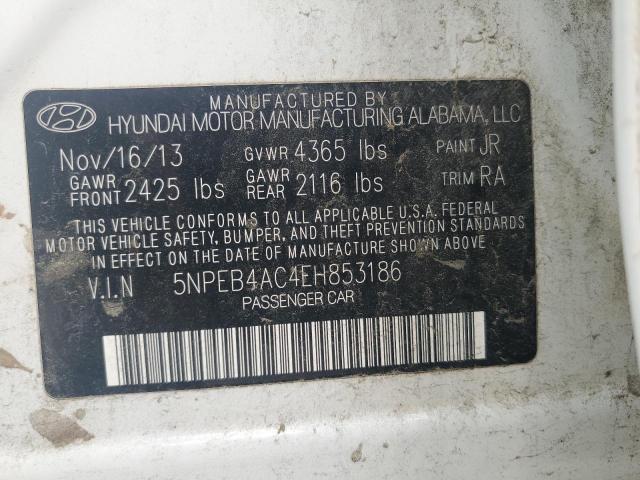 MANUFACTURED BY
HYUNDAI MOTOR MANUFACTURING ALABAMA, LLC
Nov/16/13 GVWR 4365 lbs PAINT JR
GAWR FRONT 2425 lbs GAWR REAR 2116 lbs TRIM RA
THIS VEHICLE CONFORMS TO ALL APPLICABLE U.S.A. FEDERAL
MOTOR VEHICLE SAFETY, BUMPER, AND THEFT PREVENTION STANDARDS
IN EFFECT ON THE DATE OF MANUFACTURE SHOWN ABOVE
V.I.N 5NPEB4AC4EH853186
PASSENGER CAR